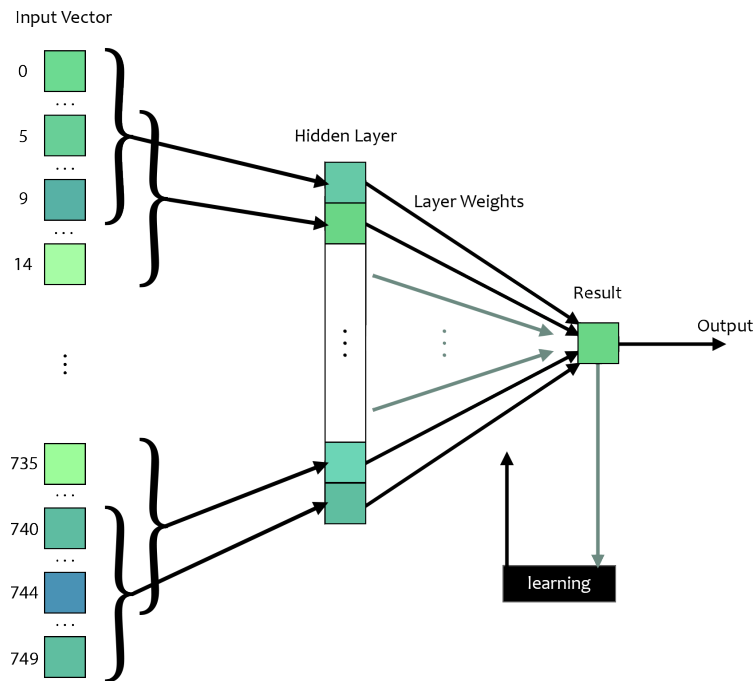 Input Vector
0
...
5
...
9
...
14
...
735
...
740
...
744
...
749
Hidden Layer
...
Layer Weights
...
Result
Output
learning